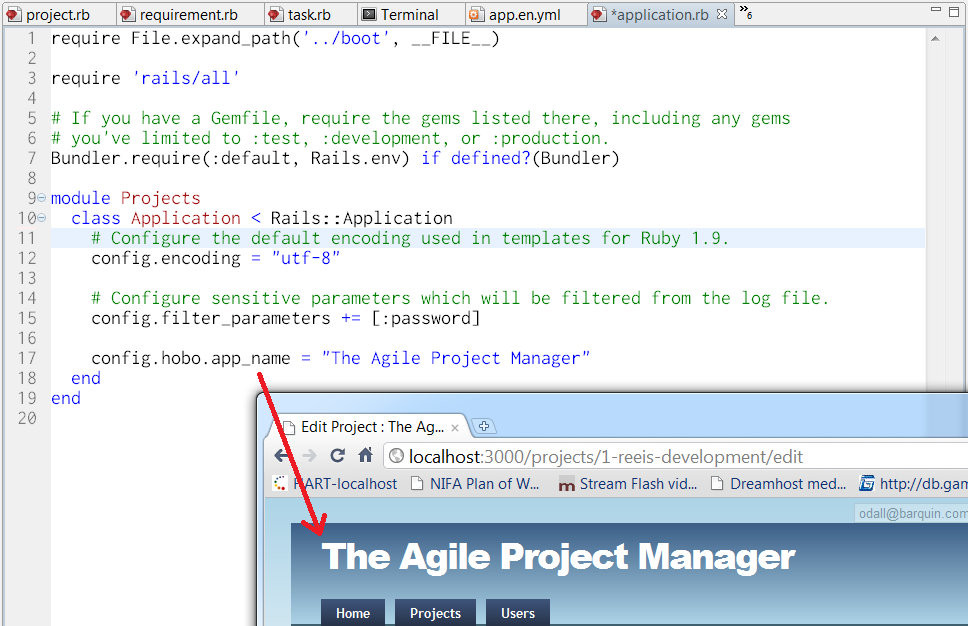 project.rb requirement.rb task.rb Terminal app.en.yml *application.rb »6
1 require File.expand_path('../boot', __FILE__)
2
3 require 'rails/all'
4
5 # If you have a Gemfile, require the gems listed there, including any gems
6 # you've limited to :test, :development, or :production.
7 Bundler.require(:default, Rails.env) if defined?(Bundler)
8
9 module Projects
10 class Application < Rails::Application
11 # Configure the default encoding used in templates for Ruby 1.9.
12 config.encoding = "utf-8"
13
14 # Configure sensitive parameters which will be filtered from the log file.
15 config.filter_parameters += [:password]
16
17 config.hobo.app_name = "The Agile Project Manager"
18 end
19 end
20
Edit Project : The Ag...
localhost:3000/projects/1-reeis-development/edit
HART-localhost NIFA Plan of W... Stream Flash vid... Dreamhost med... http://db.gam
odall@barquin.com
The Agile Project Manager
Home Projects Users